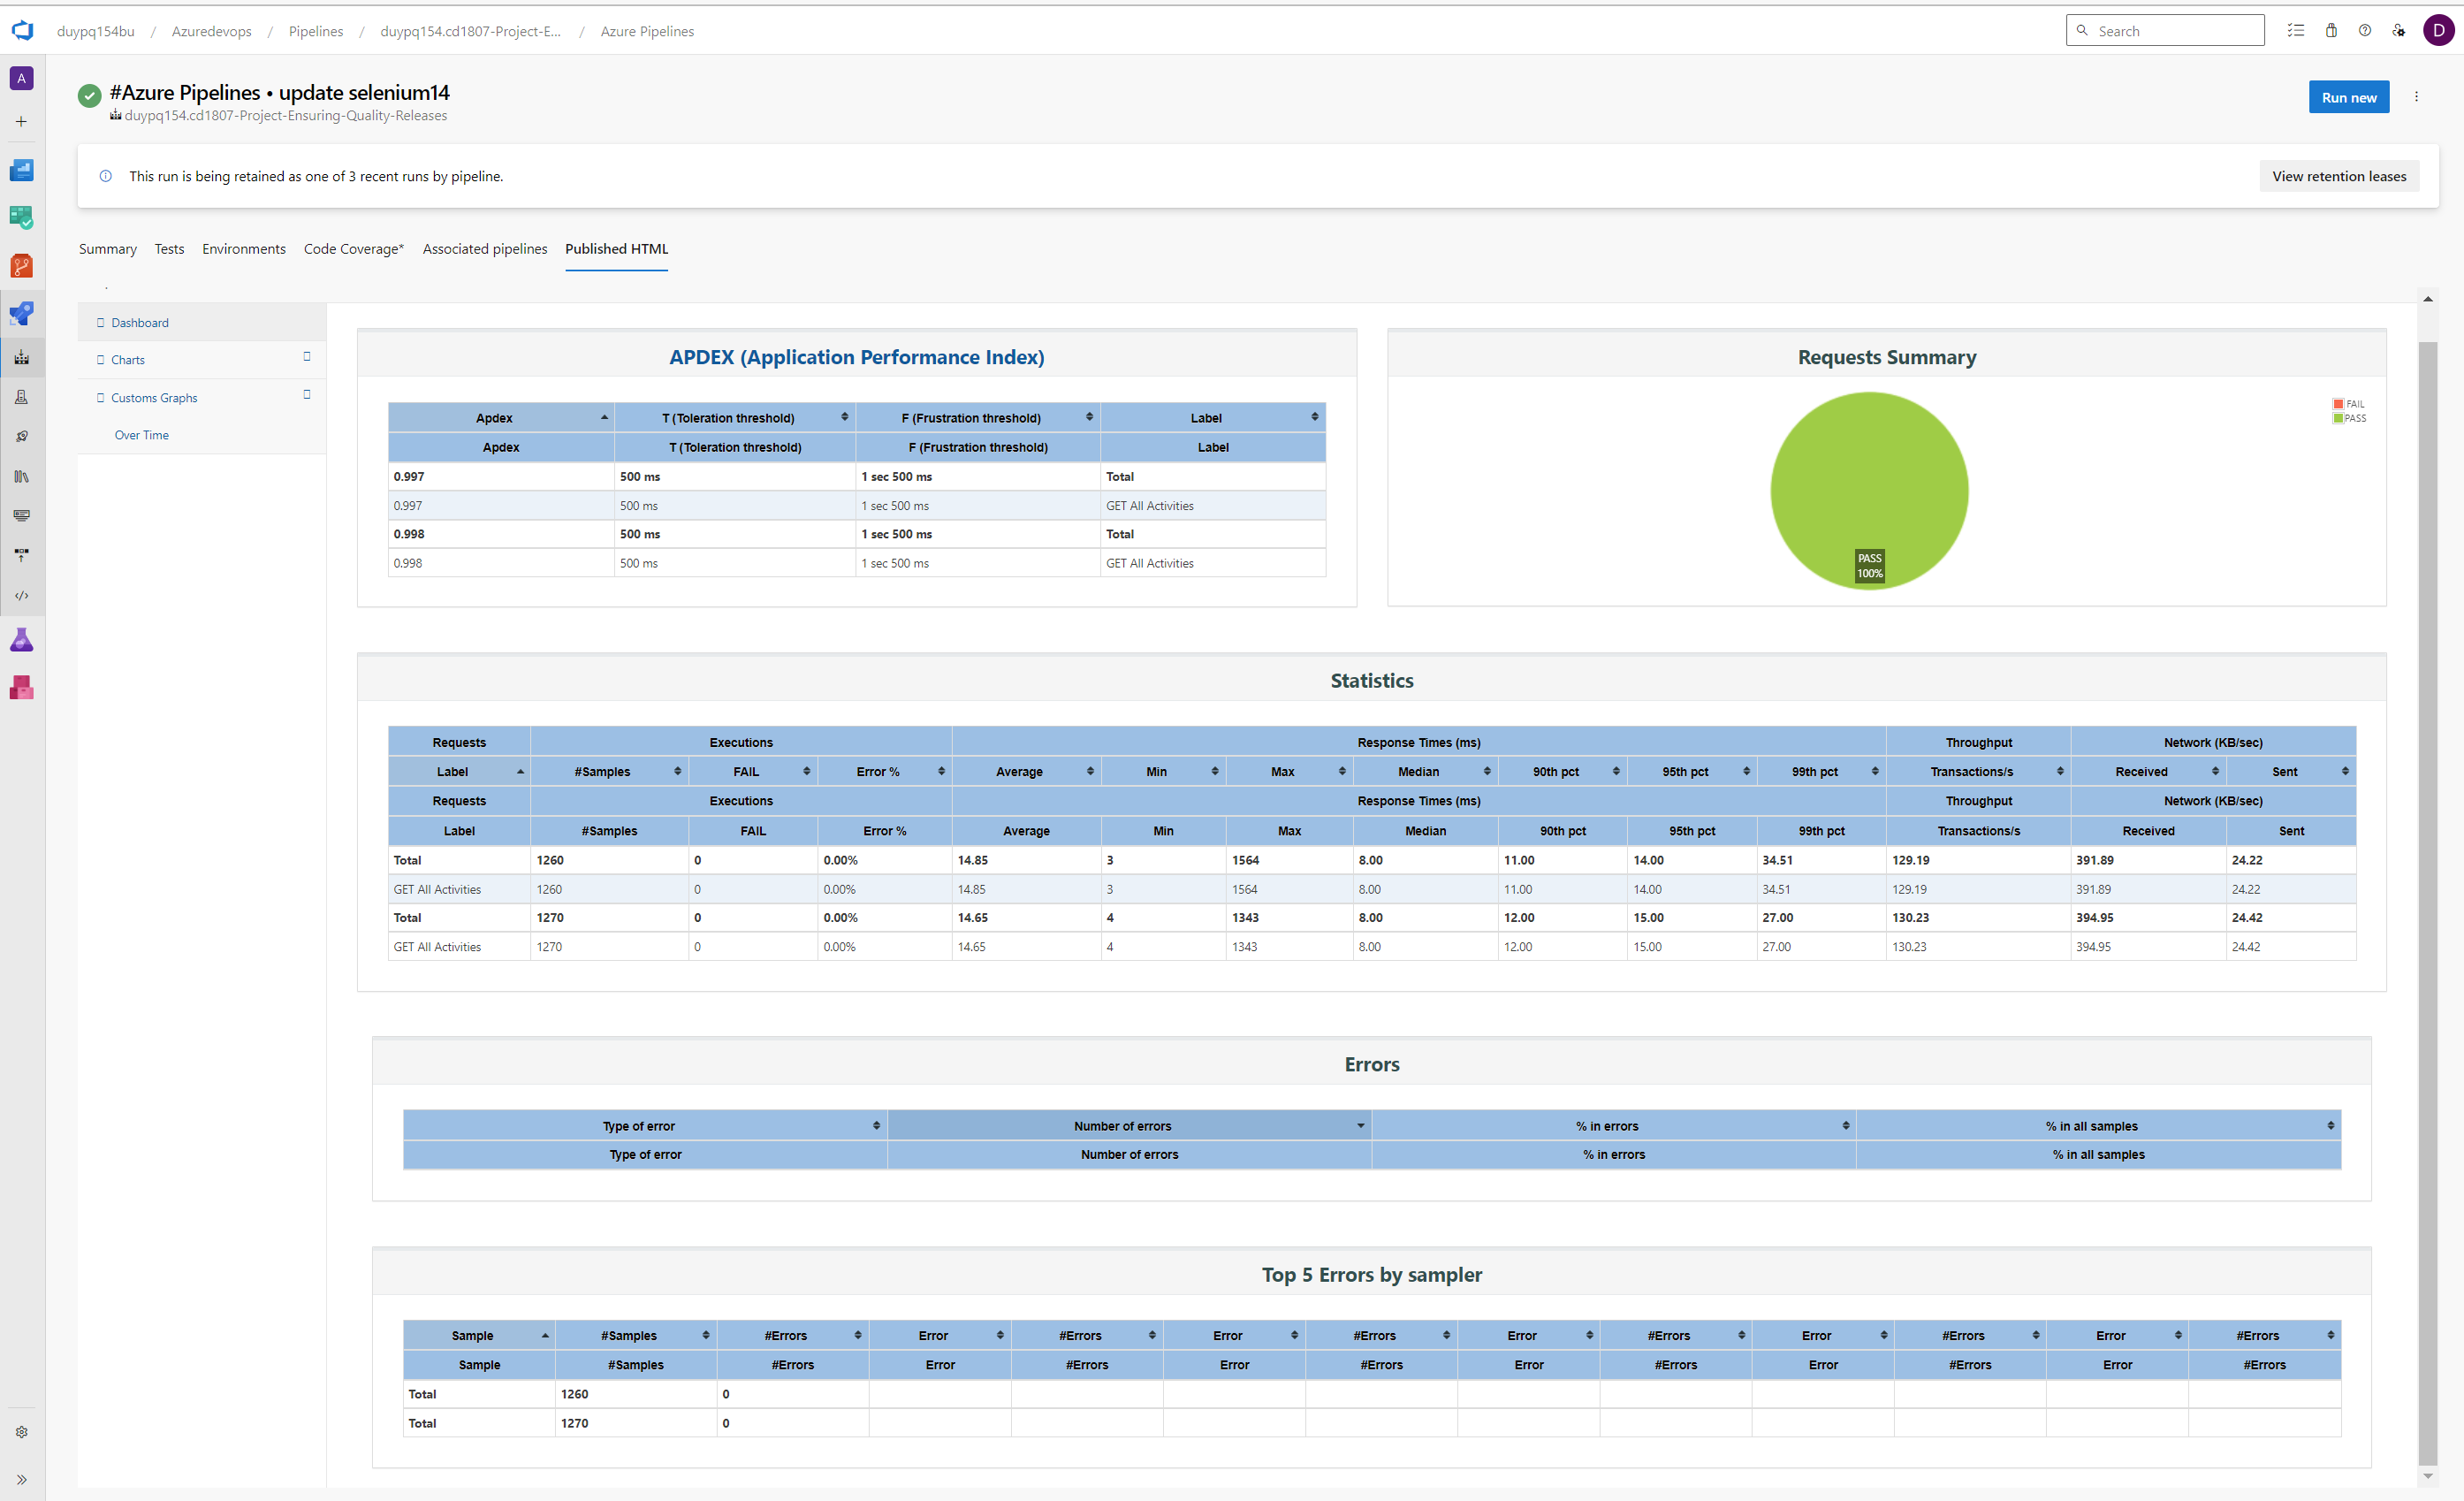 duypq154bu / Azuredevops / Pipelines / duypq154.cd1807-Project-E... / Azure Pipelines
Search
D
A
#Azure Pipelines • update selenium14
duypq154.cd1807-Project-Ensuring-Quality-Releases
Run new
This run is being retained as one of 3 recent runs by pipeline.
View retention leases
Summary Tests Environments Code Coverage* Associated pipelines Published HTML
Dashboard
Charts
Customs Graphs
Over Time
APDEX (Application Performance Index)
Apdex T (Toleration threshold) F (Frustration threshold) Label
Apdex T (Toleration threshold) F (Frustration threshold) Label
0.997 500 ms 1 sec 500 ms Total
0.997 500 ms 1 sec 500 ms GET All Activities
0.998 500 ms 1 sec 500 ms Total
0.998 500 ms 1 sec 500 ms GET All Activities
Requests Summary
FAIL
PASS
PASS
100%
Statistics
Requests Executions Response Times (ms) Throughput Network (KB/sec)
Label #Samples FAIL Error % Average Min Max Median 90th pct 95th pct 99th pct Transactions/s Received Sent
Requests Executions Response Times (ms) Throughput Network (KB/sec)
Label #Samples FAIL Error % Average Min Max Median 90th pct 95th pct 99th pct Transactions/s Received Sent
Total 1260 0 0.00% 14.85 3 1564 8.00 11.00 14.00 34.51 129.19 391.89 24.22
GET All Activities 1260 0 0.00% 14.85 3 1564 8.00 11.00 14.00 34.51 129.19 391.89 24.22
Total 1270 0 0.00% 14.65 4 1343 8.00 12.00 15.00 27.00 130.23 394.95 24.42
GET All Activities 1270 0 0.00% 14.65 4 1343 8.00 12.00 15.00 27.00 130.23 394.95 24.42
Errors
Type of error Number of errors % in errors % in all samples
Type of error Number of errors % in errors % in all samples
Top 5 Errors by sampler
Sample #Samples #Errors Error #Errors Error #Errors Error #Errors Error #Errors Error #Errors
Sample #Samples #Errors Error #Errors Error #Errors Error #Errors Error #Errors Error #Errors
Total 1260 0
Total 1270 0